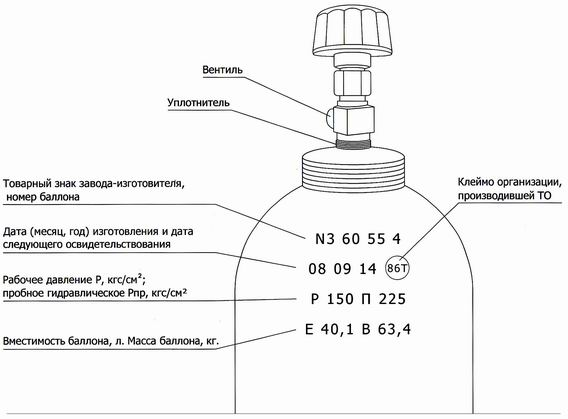 Вентиль
Уплотнитель
Товарный знак завода-изготовителя,
номер баллона
Клеймо организации,
производившей ТО
N3 60 55 4
Дата (месяц, год) изготовления и дата
следующего освидетельствования
08 09 14 86Т
Рабочее давление Р, кгс/см²;
пробное гидравлическое Рпр, кгс/см²
Р 150 П 225
Вместимость баллона, л. Масса баллона, кг.
Е 40,1 В 63,4